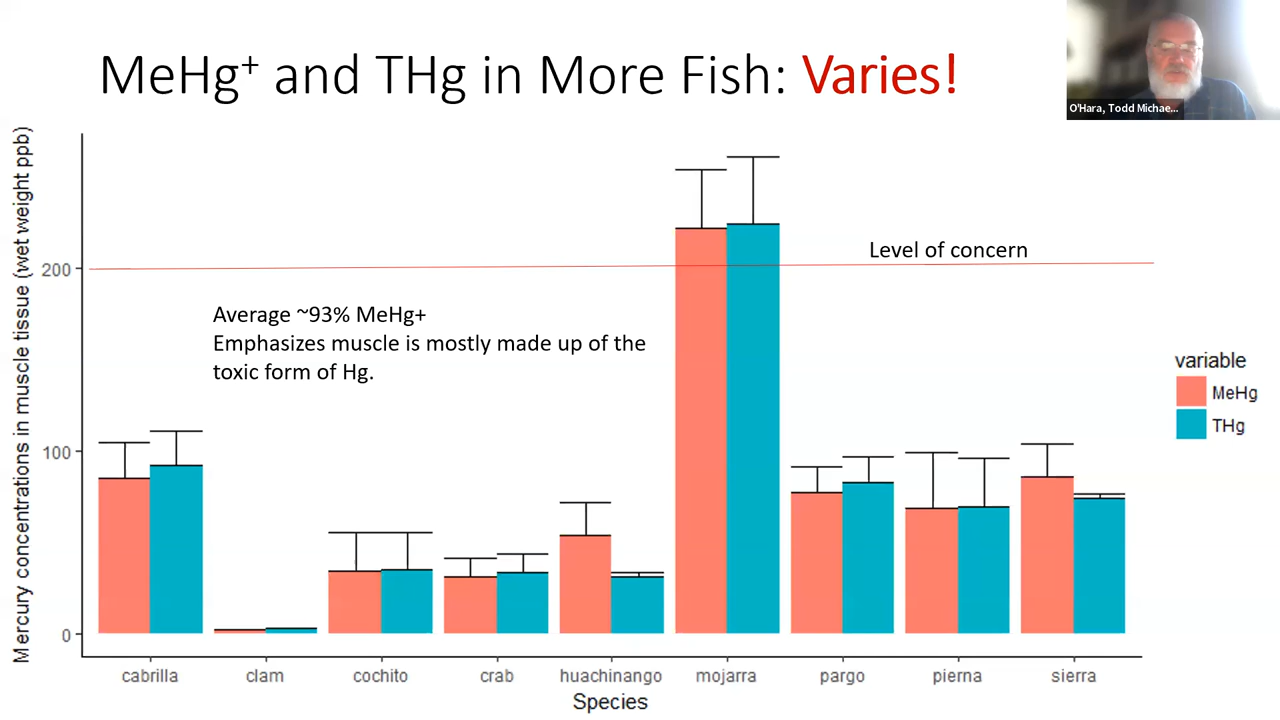 MeHg+ and THg in More Fish: Varies!
O'Hara, Todd Michae...
Mercury concentrations in muscle tissue (wet weight ppb)
200
100
0
Level of concern
Average ~93% MeHg+
Emphasizes muscle is mostly made up of the
toxic form of Hg.
variable
MeHg
THg
cabrilla clam cochito crab huachinango mojarra pargo pierna sierra
Species